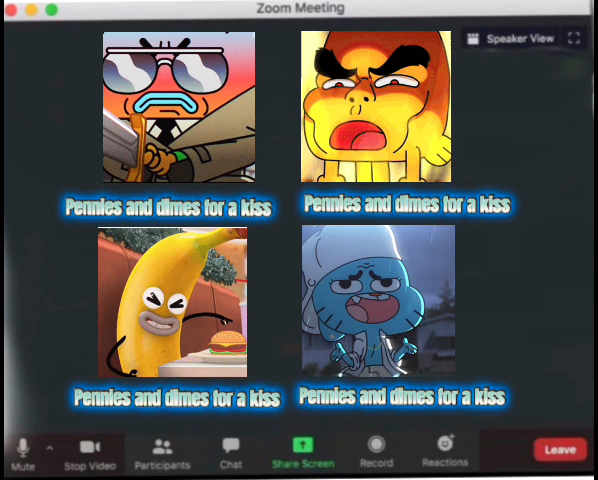 Zoom Meeting
Speaker View
Pennies and dimes for a kiss
Pennies and dimes for a kiss
Pennies and dimes for a kiss
Pennies and dimes for a kiss
Mute
Stop Video
Participants
Chat
Share Screen
Record
Reactions
Leave